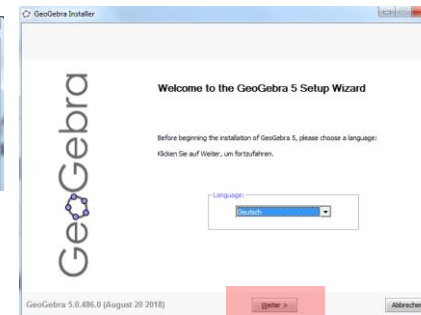 GeoGebra Installer
GeoGebra
Welcome to the GeoGebra 5 Setup Wizard
Before beginning the installation of GeoGebra 5, please choose a language:
Klicken Sie auf Weiter, um fortzufahren.
Language:
Deutsch
GeoGebra 5.0.486.0 (August 20 2018)
Weiter >
Abbrechen